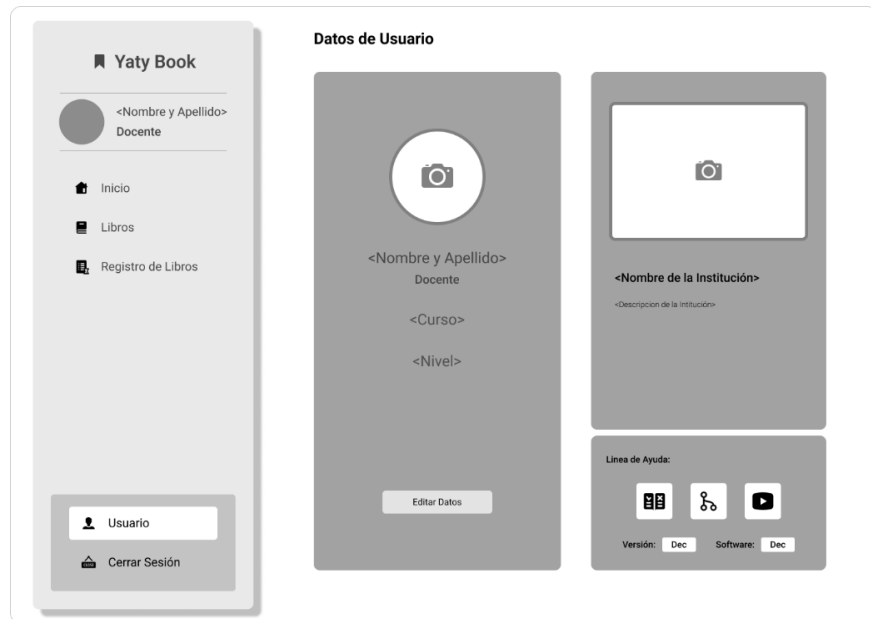 Yaty Book
<Nombre y Apellido>
Docente
Inicio
Libros
Registro de Libros
Usuario
Cerrar Sesión
Datos de Usuario
<Nombre y Apellido>
Docente
<Curso>
<Nivel>
Editar Datos
<Nombre de la Institución>
<Descripcion de la intitución>
Linea de Ayuda:
Versión: Dec Software: Dec